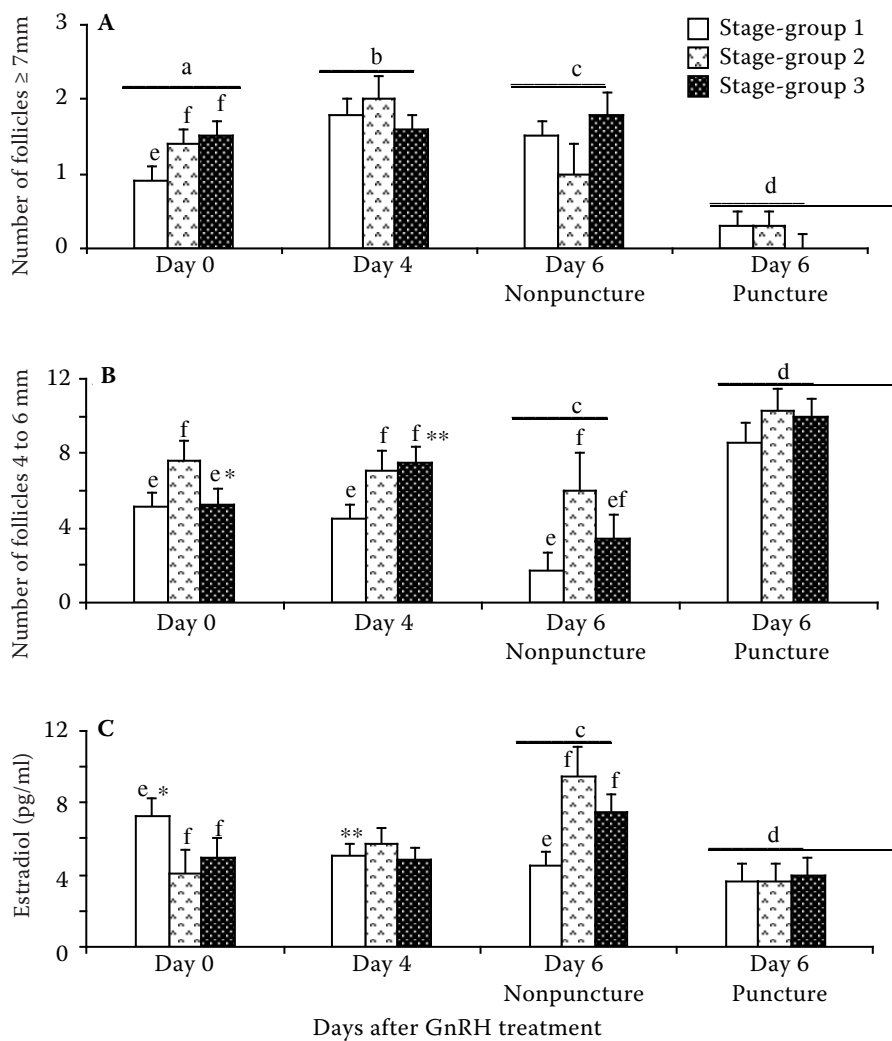 A
Number of follicles ≥ 7mm
3
2
1
0
Stage-group 1
Stage-group 2
Stage-group 3
a
b
c
d
e
f
f
Day 0
Day 4
Day 6
Nonpuncture
Day 6
Puncture
B
Number of follicles 4 to 6 mm
12
8
4
0
e
f
e *
e
f
f **
c
e
f
ef
d
Day 0
Day 4
Day 6
Nonpuncture
Day 6
Puncture
C
Estradiol (pg/ml)
12
8
4
0
e *
f
f
**
c
e
f
f
d
Day 0
Day 4
Day 6
Nonpuncture
Day 6
Puncture
Days after GnRH treatment